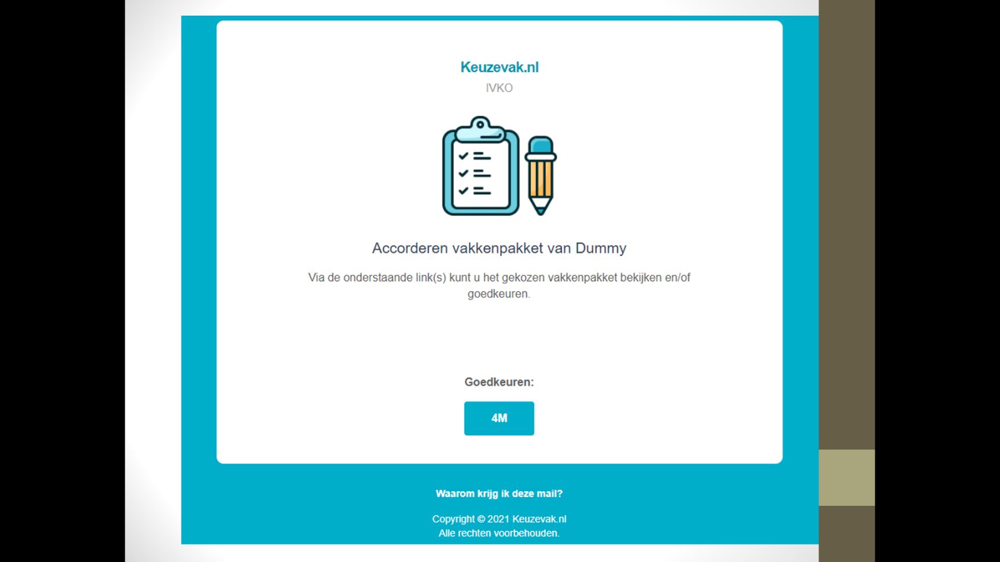 Keuzevak.nl
IVKO
Accorderen vakkenpakket van Dummy
Via de onderstaande link(s) kunt u het gekozen vakkenpakket bekijken en/of
goedkeuren.
Goedkeuren:
4M
Waarom krijg ik deze mail?
Copyright © 2021 Keuzevak.nl
Alle rechten voorbehouden.